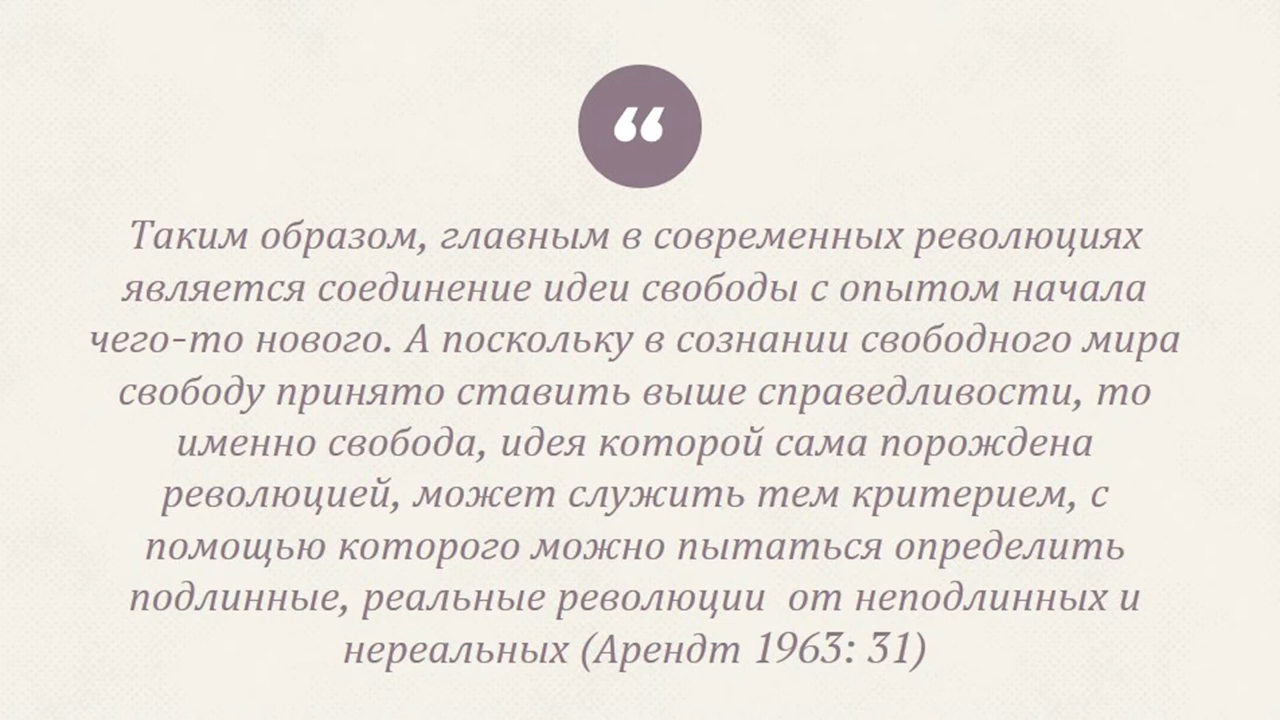 “
Таким образом, главным в современных революциях
является соединение идеи свободы с опытом начала
чего-то нового. А поскольку в сознании свободного мира
свободу принято ставить выше справедливости, то
именно свобода, идея которой сама порождена
революцией, может служить тем критерием, с
помощью которого можно пытаться определить
подлинные, реальные революции  от неподлинных и
нереальных (Арендт 1963: 31)